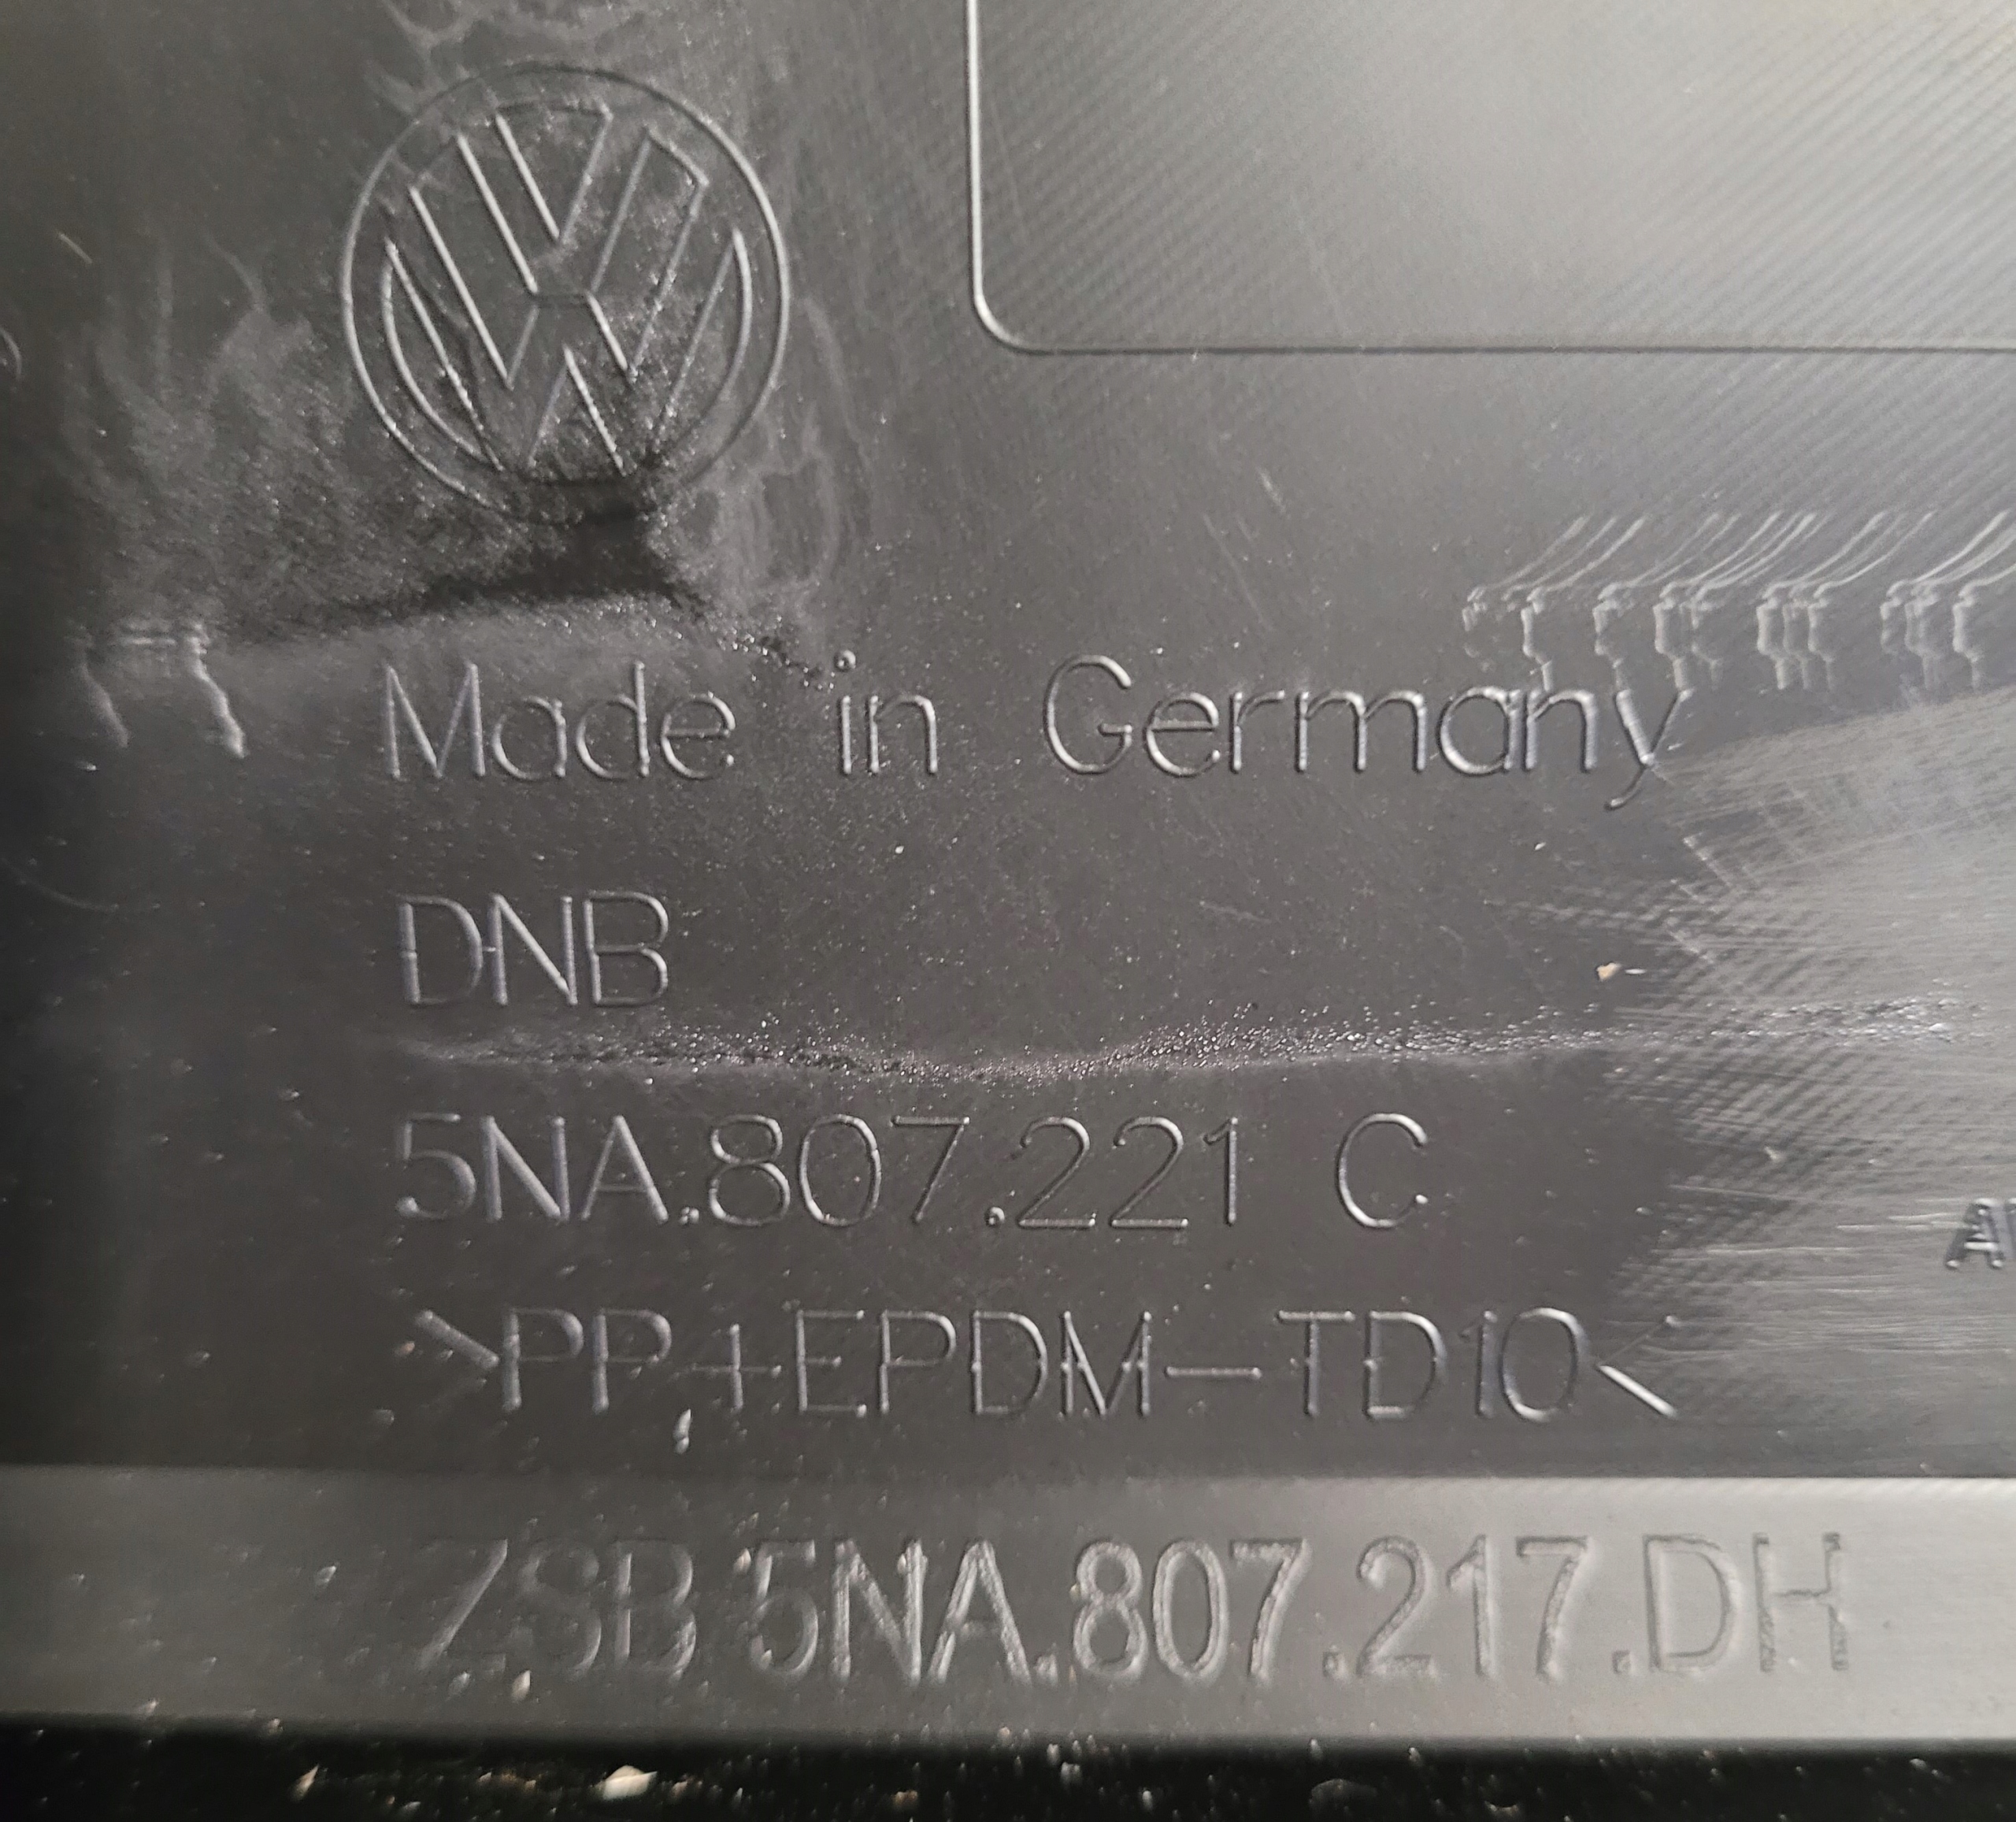 Made in Germany
DNB
5NA.807.221 C
>PP+EPDM-TD10<
ZSB 5NA.807.217.DH